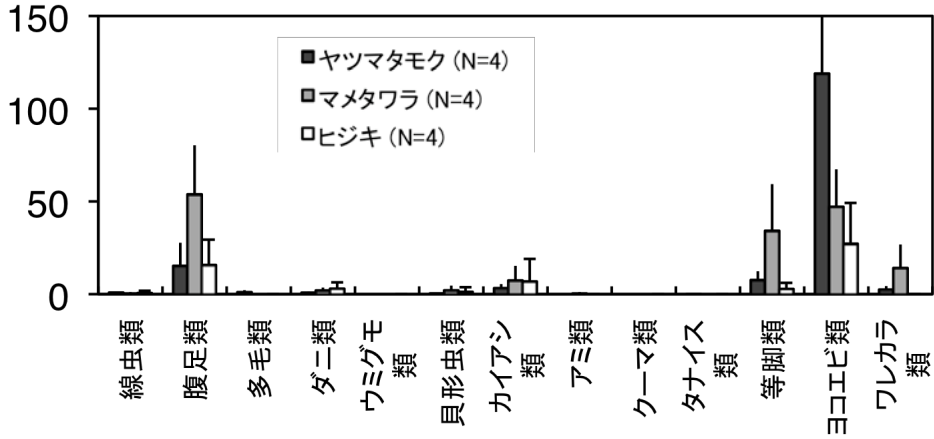 150
100
50
0
ヤツマタモク (N=4)
マメタワラ (N=4)
ヒジキ (N=4)
線虫類
腹足類
多毛類
ダニ類
ウミグモ
類
貝形虫類
カイアシ
類
アミ類
クーマ類
タナイス
類
等脚類
ヨコエビ類
ワレカラ
類